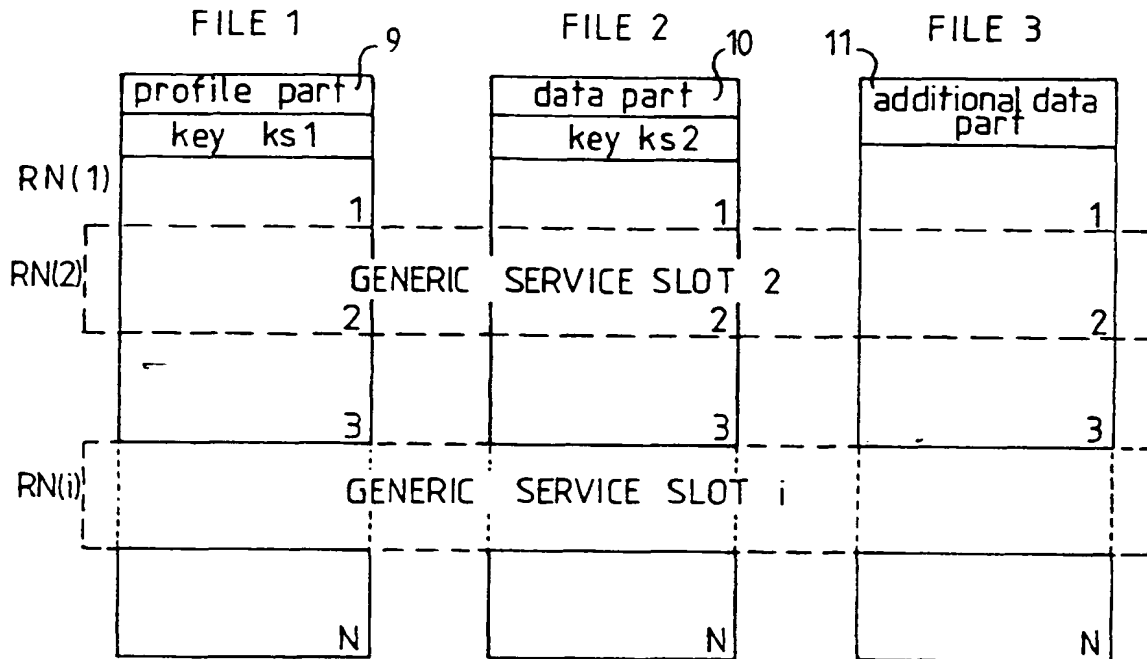 FILE 1
FILE 2
FILE 3
9
10
11
profile part
data part
additional data
part
key ks1
key ks2
RN(1)
1
1
1
RN(2)
GENERIC SERVICE SLOT 2
2
2
2
3
3
3
RN(i)
GENERIC SERVICE SLOT i
N
N
N